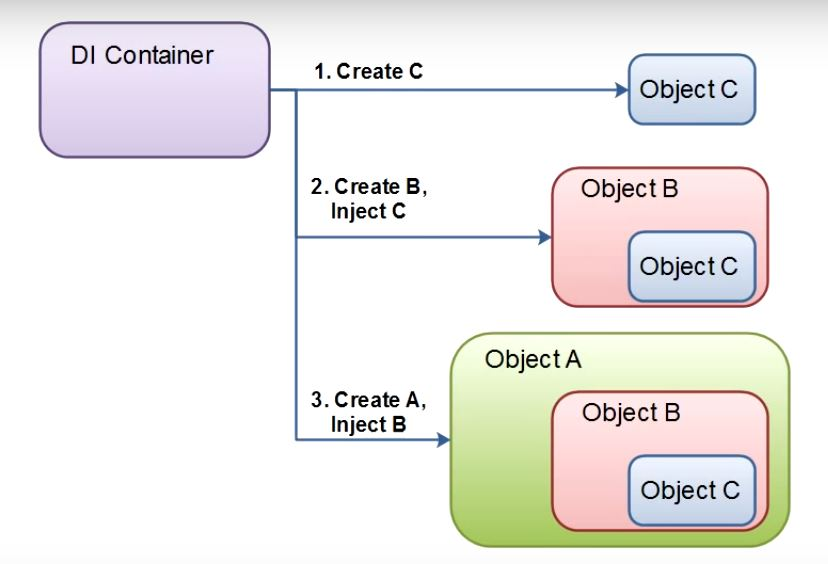 DI Container
1. Create C
Object C
2. Create B,
Inject C
Object B
Object C
3. Create A,
Inject B
Object A
Object B
Object C